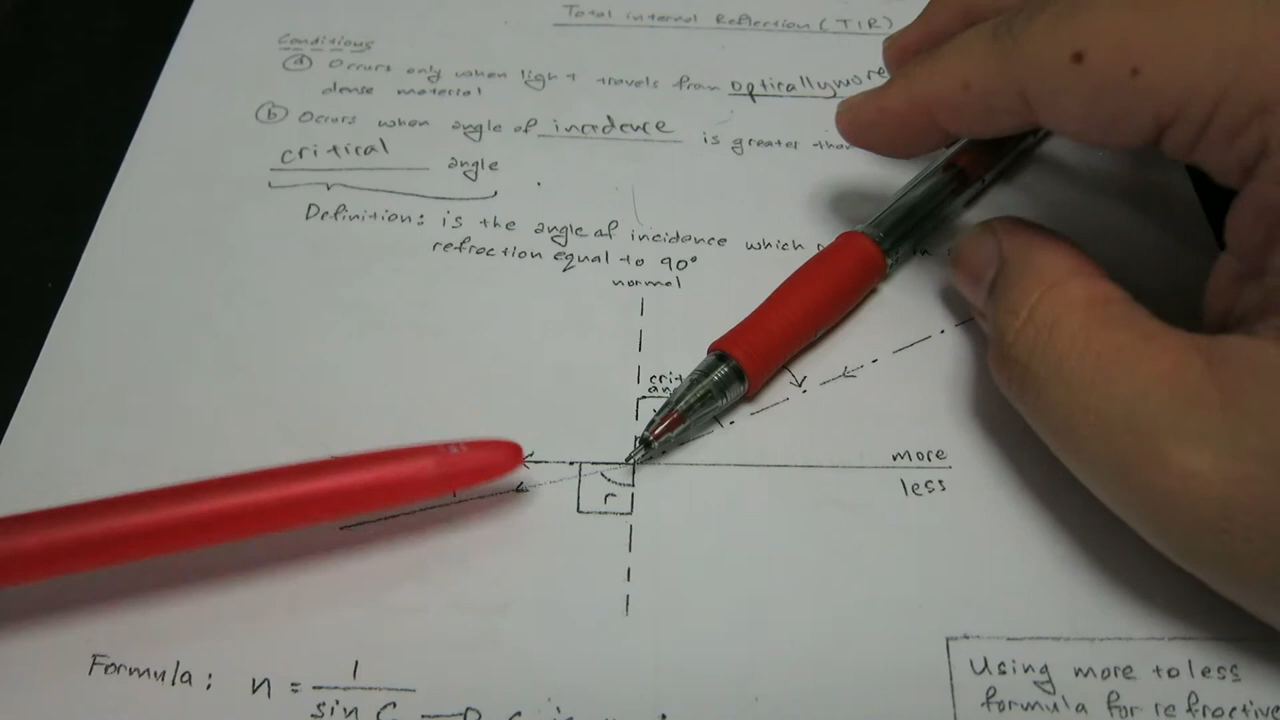 Total internal Reflection (TIR)
Conditions
(a) Occurs only when light travels from optically more
dense material
(b) Occurs when angle of incidence is greater than
critical angle
Definition: is the angle of incidence which
refraction equal to 90°
normal
more
less
r
Formula: n = 1
sin C
Using more to less
formula for refractive